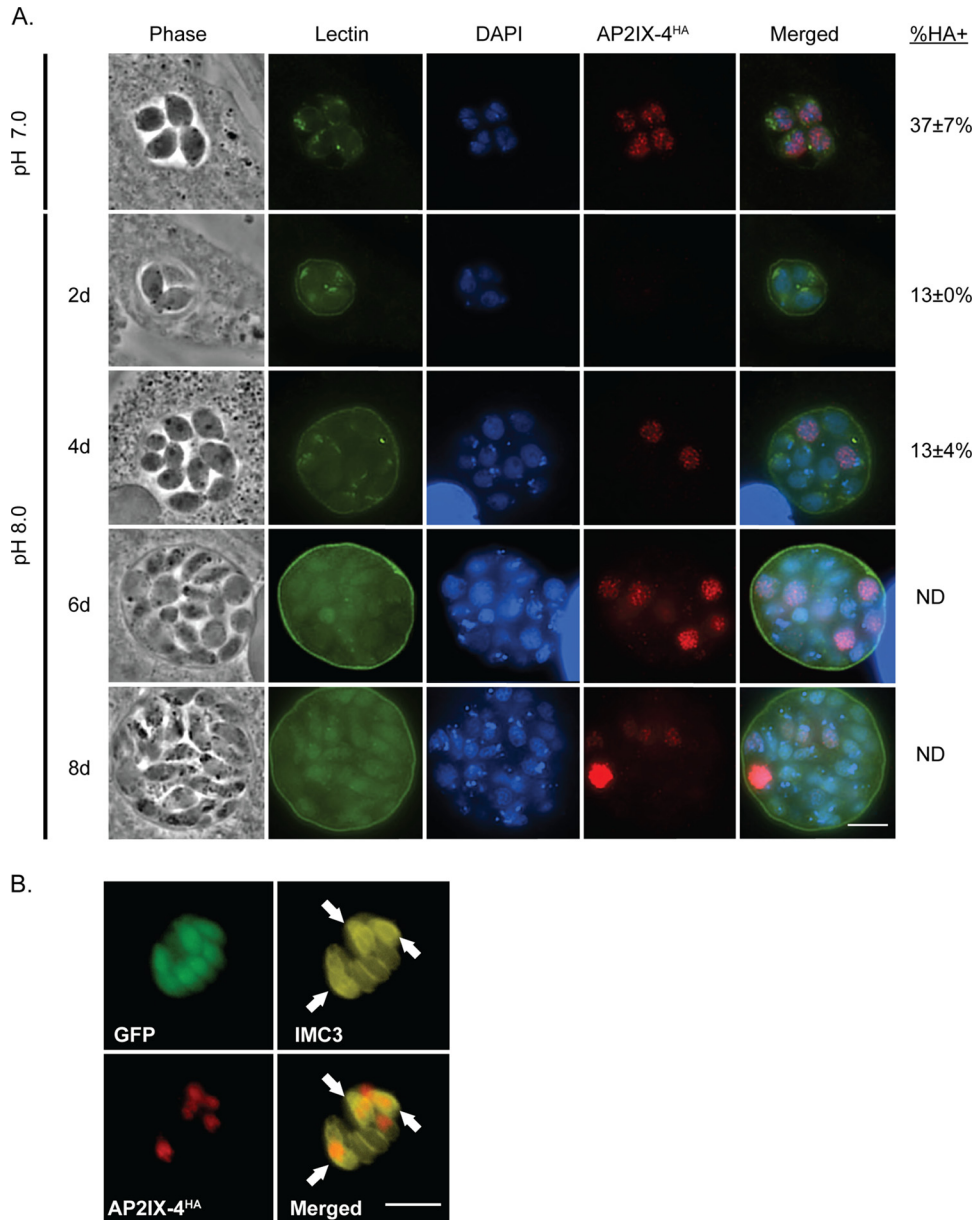 A.
Phase Lectin DAPI AP2IX-4HA Merged %HA+
pH 7.0
37±7%
pH 8.0
2d
13±0%
4d
13±4%
6d
ND
8d
ND
B.
GFP
IMC3
AP2IX-4HA
Merged